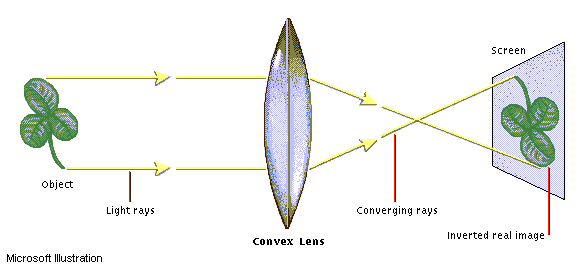 Screen
Object
Light rays
Converging rays
Convex Lens
Inverted real image
Microsoft Illustration